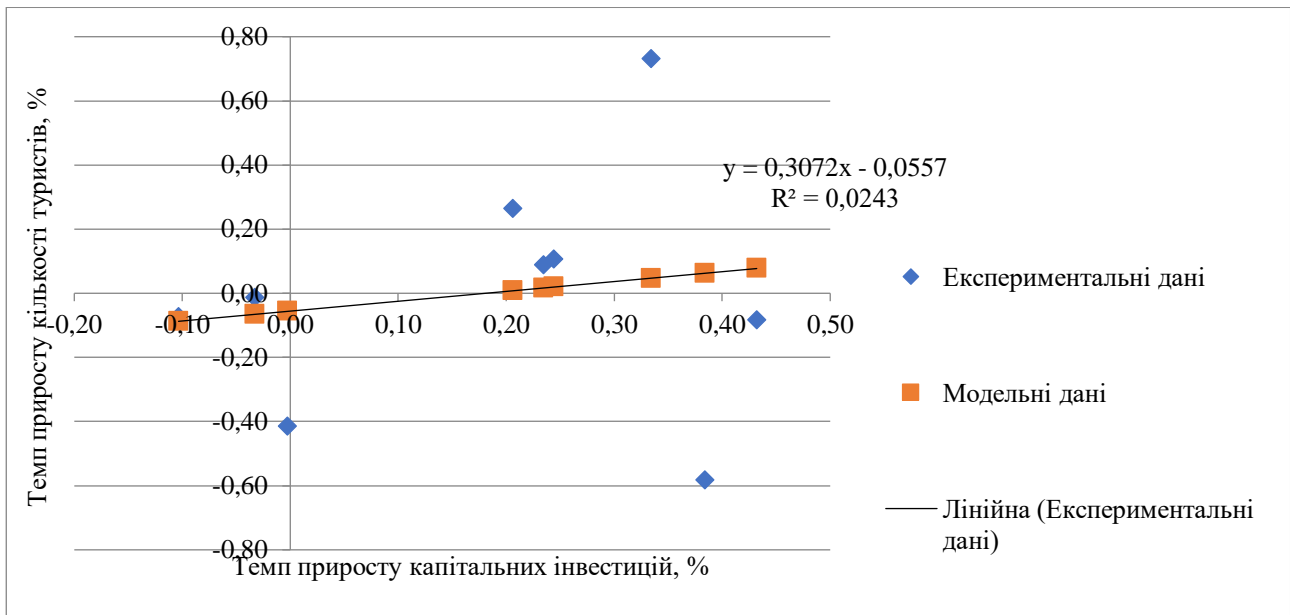 Темп приросту кількості туристів, %
0,80
0,60
0,40
0,20
0,00
-0,20
-0,40
-0,60
-0,80
-0,20
-0,10
0,00
0,10
0,20
0,30
0,40
0,50
y = 0,3072x - 0,0557
R² = 0,0243
Темп приросту капітальних інвестицій, %
Експериментальні дані
Модельні дані
Лінійна (Експериментальні
дані)